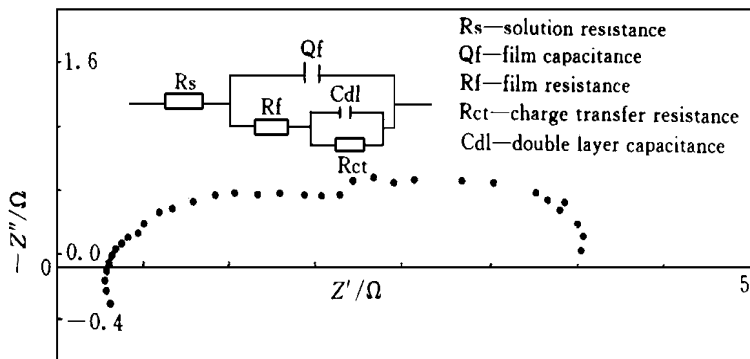 Rs—solution resistance
Qf—film capacitance
Rf—film resistance
Rct—charge transfer resistance
Cdl—double layer capacitance
Qf
Rs
Rf
Cdl
Rct
1.6
0.0
0
—0.4
5
—Z″/Ω
Z′/Ω